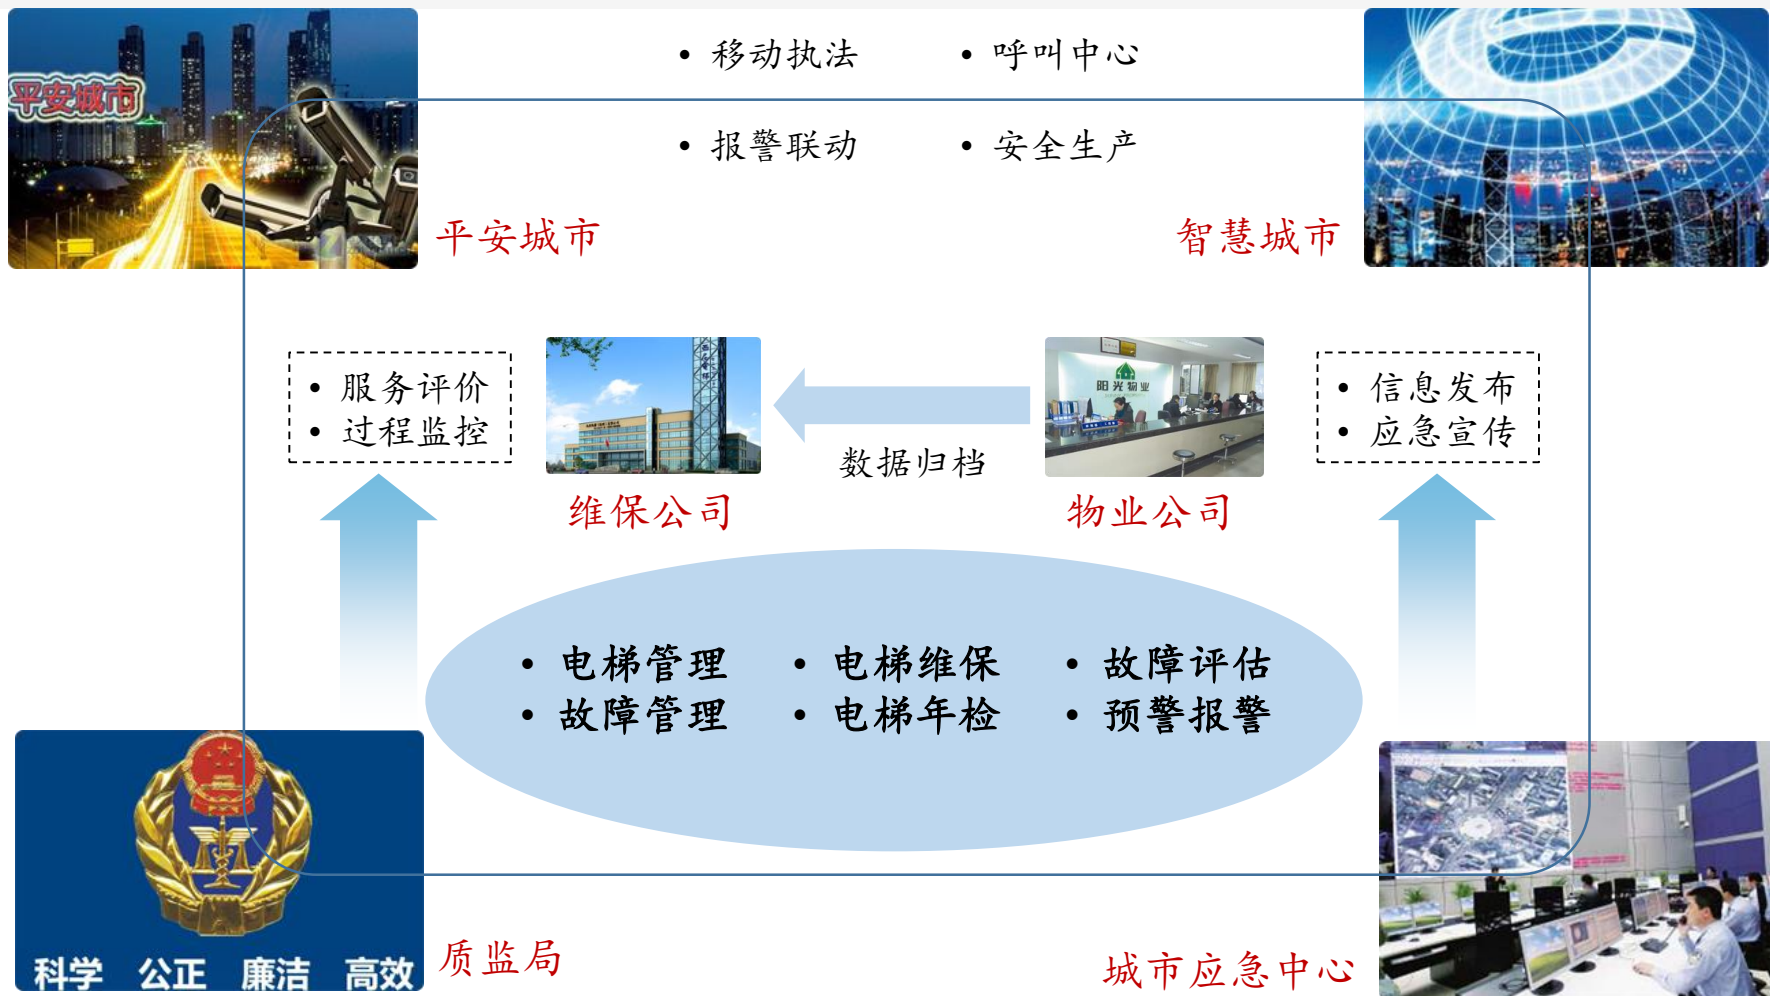 平安城市
• 移动执法
• 呼叫中心
• 报警联动
• 安全生产
平安城市
智慧城市
• 服务评价
• 过程监控
阳光物业
• 信息发布
• 应急宣传
数据归档
维保公司
物业公司
• 电梯管理
• 电梯维保
• 故障评估
• 故障管理
• 电梯年检
• 预警报警
质监局
科学 公正 廉洁 高效
城市应急中心